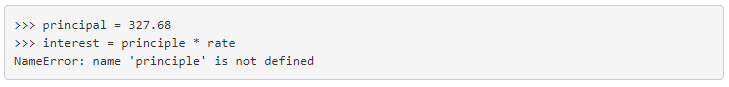 >>> principal = 327.68
>>> interest = principle * rate
NameError: name 'principle' is not defined